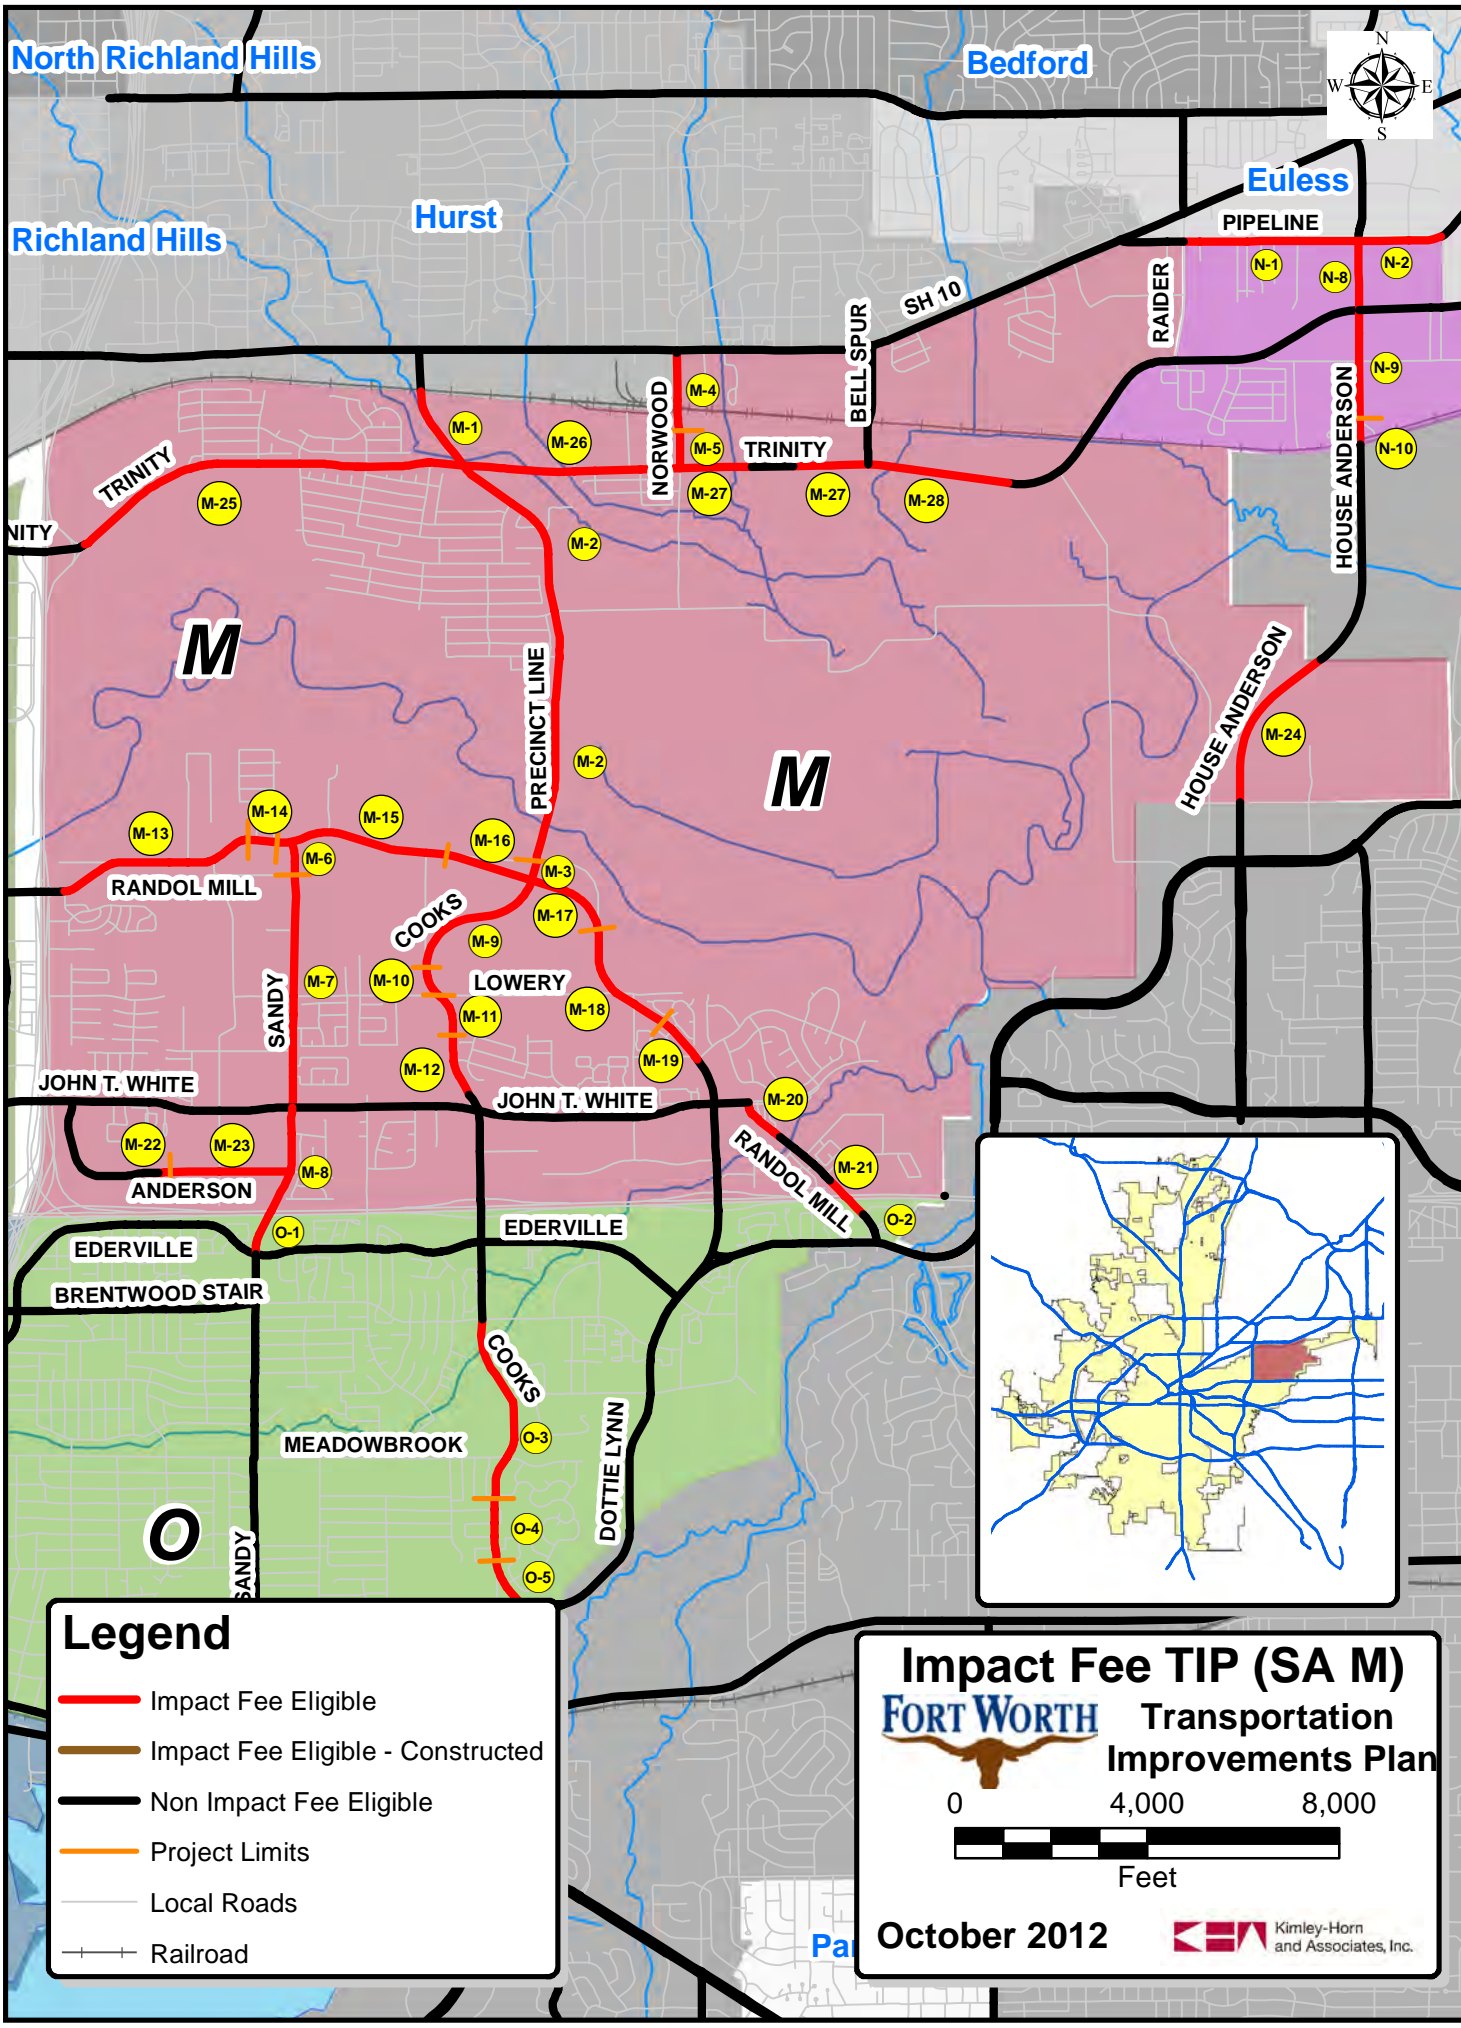 North Richland Hills
Bedford
N
W
E
S
Euless
Hurst
Richland Hills
PIPELINE
N-1
N-8
N-2
RAIDER
SH 10
BELL SPUR
NORWOOD
M-4
HOUSE ANDERSON
N-9
M-1
M-26
M-5
TRINITY
N-10
TRINITY
M-25
M-27
M-27
M-28
NITY
M-2
M
PRECINCT LINE
HOUSE ANDERSON
M-24
M-2
M
M-13
M-14
M-15
M-16
M-6
M-3
RANDOL MILL
COOKS
M-17
M-9
SANDY
M-7
M-10
LOWERY
M-11
M-18
M-12
M-19
JOHN T. WHITE
JOHN T. WHITE
M-20
M-22
M-23
M-8
RANDOL MILL
M-21
ANDERSON
O-1
EDERVILLE
O-2
EDERVILLE
BRENTWOOD STAIR
COOKS
O-3
MEADOWBROOK
DOTTIE LYNN
O
SANDY
O-4
O-5
Legend
Impact Fee Eligible
Impact Fee Eligible - Constructed
Non Impact Fee Eligible
Project Limits
Local Roads
Railroad
Impact Fee TIP (SA M)
FORT WORTH
Transportation
Improvements Plan
0 4,000 8,000
Feet
October 2012
Kimley-Horn
and Associates, Inc.
Pa